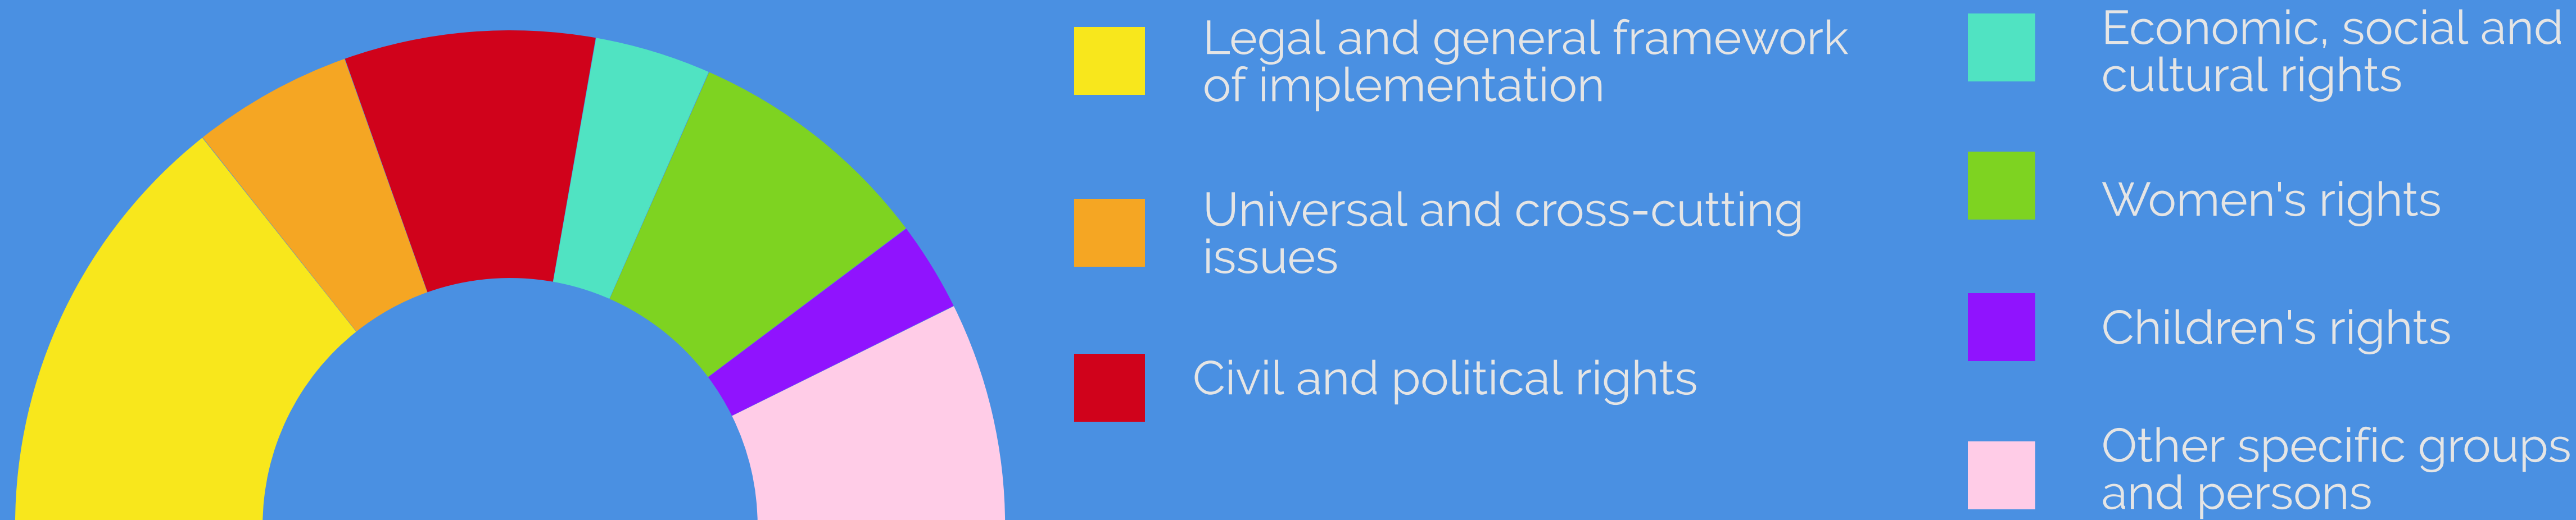 Legal and general framework
of implementation
Universal and cross-cutting
issues
Civil and political rights
Economic, social and
cultural rights
Women's rights
Children's rights
Other specific groups
and persons